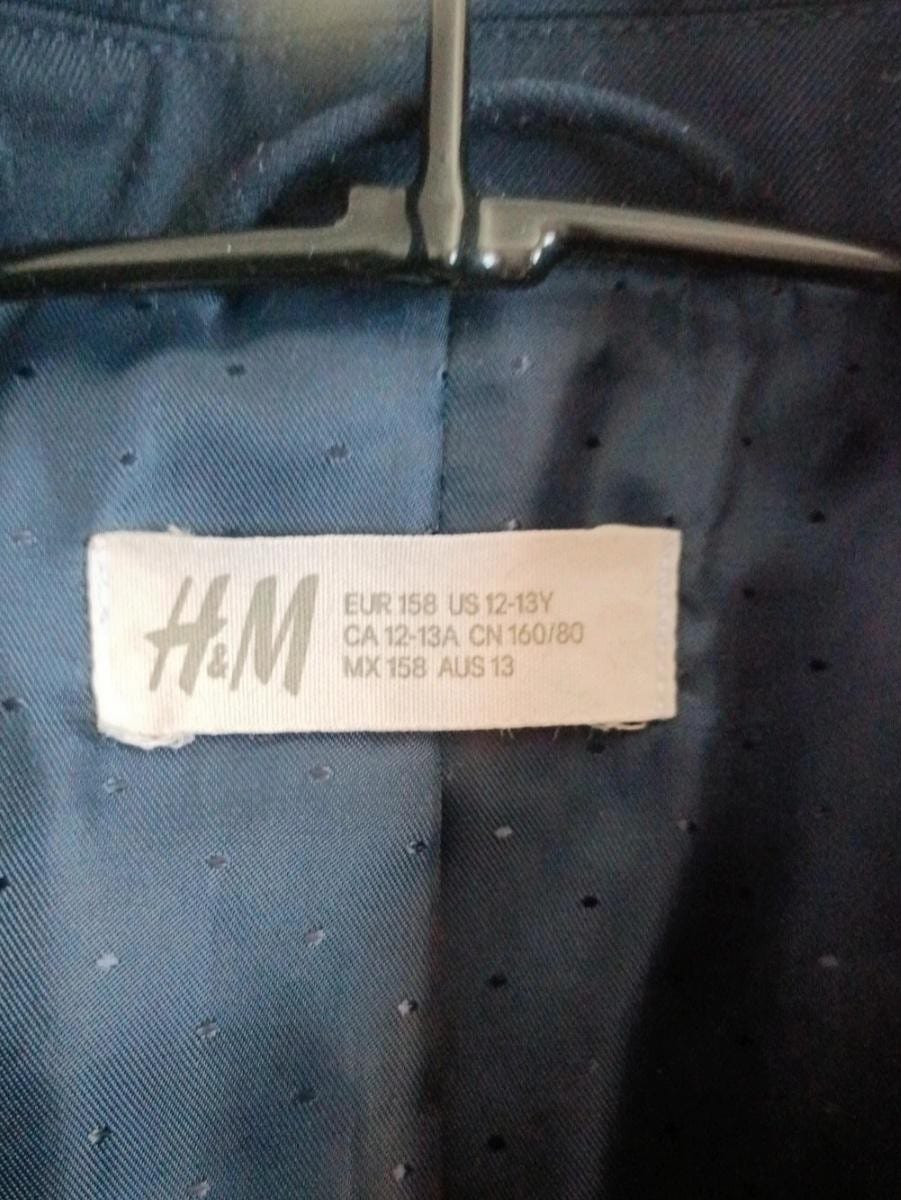 H&M
EUR 158 US 12-13Y
CA 12-13A CN 160/80
MX 158 AUS 13